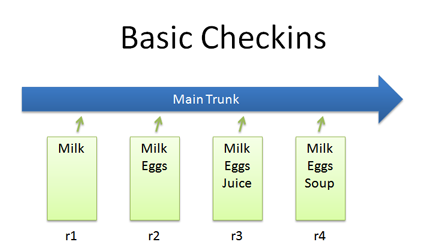 Basic Checkins
Main Trunk
Milk
Milk
Eggs
Milk
Eggs
Juice
Milk
Eggs
Soup
r1
r2
r3
r4